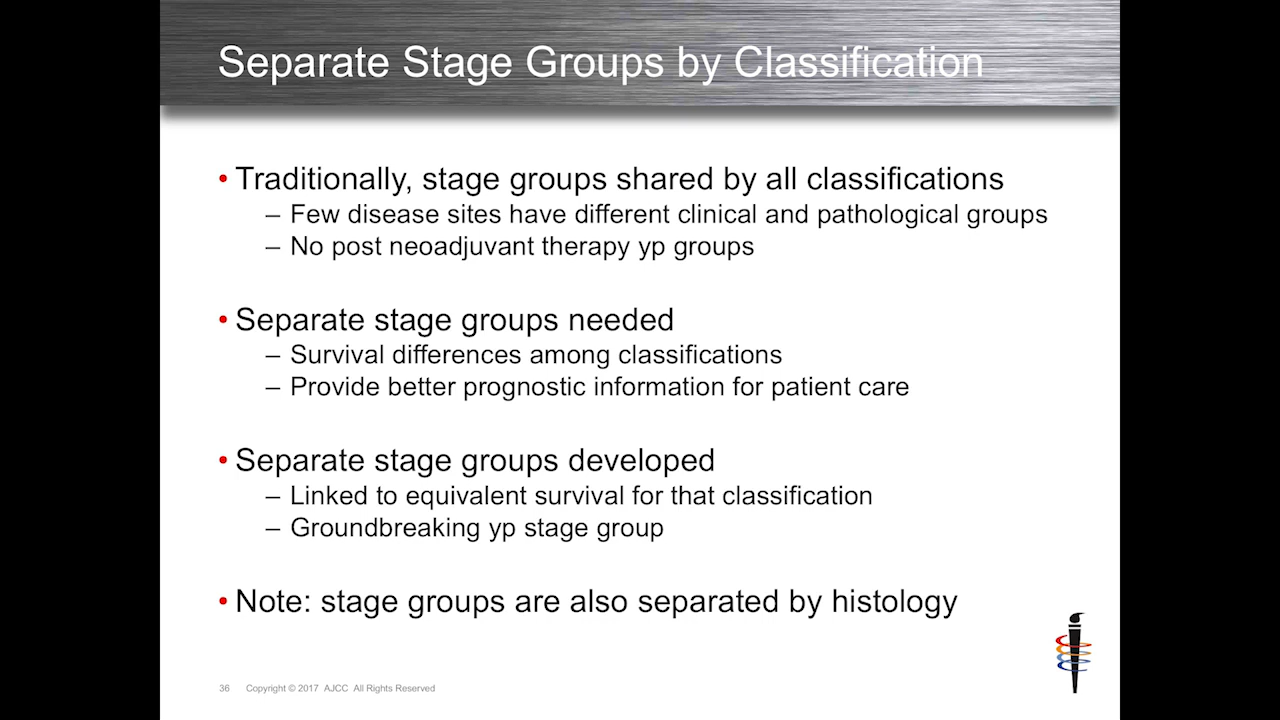 Separate Stage Groups by Classification
• Traditionally, stage groups shared by all classifications
– Few disease sites have different clinical and pathological groups
– No post neoadjuvant therapy yp groups
• Separate stage groups needed
– Survival differences among classifications
– Provide better prognostic information for patient care
• Separate stage groups developed
– Linked to equivalent survival for that classification
– Groundbreaking yp stage group
• Note: stage groups are also separated by histology
36 Copyright © 2017 AJCC All Rights Reserved